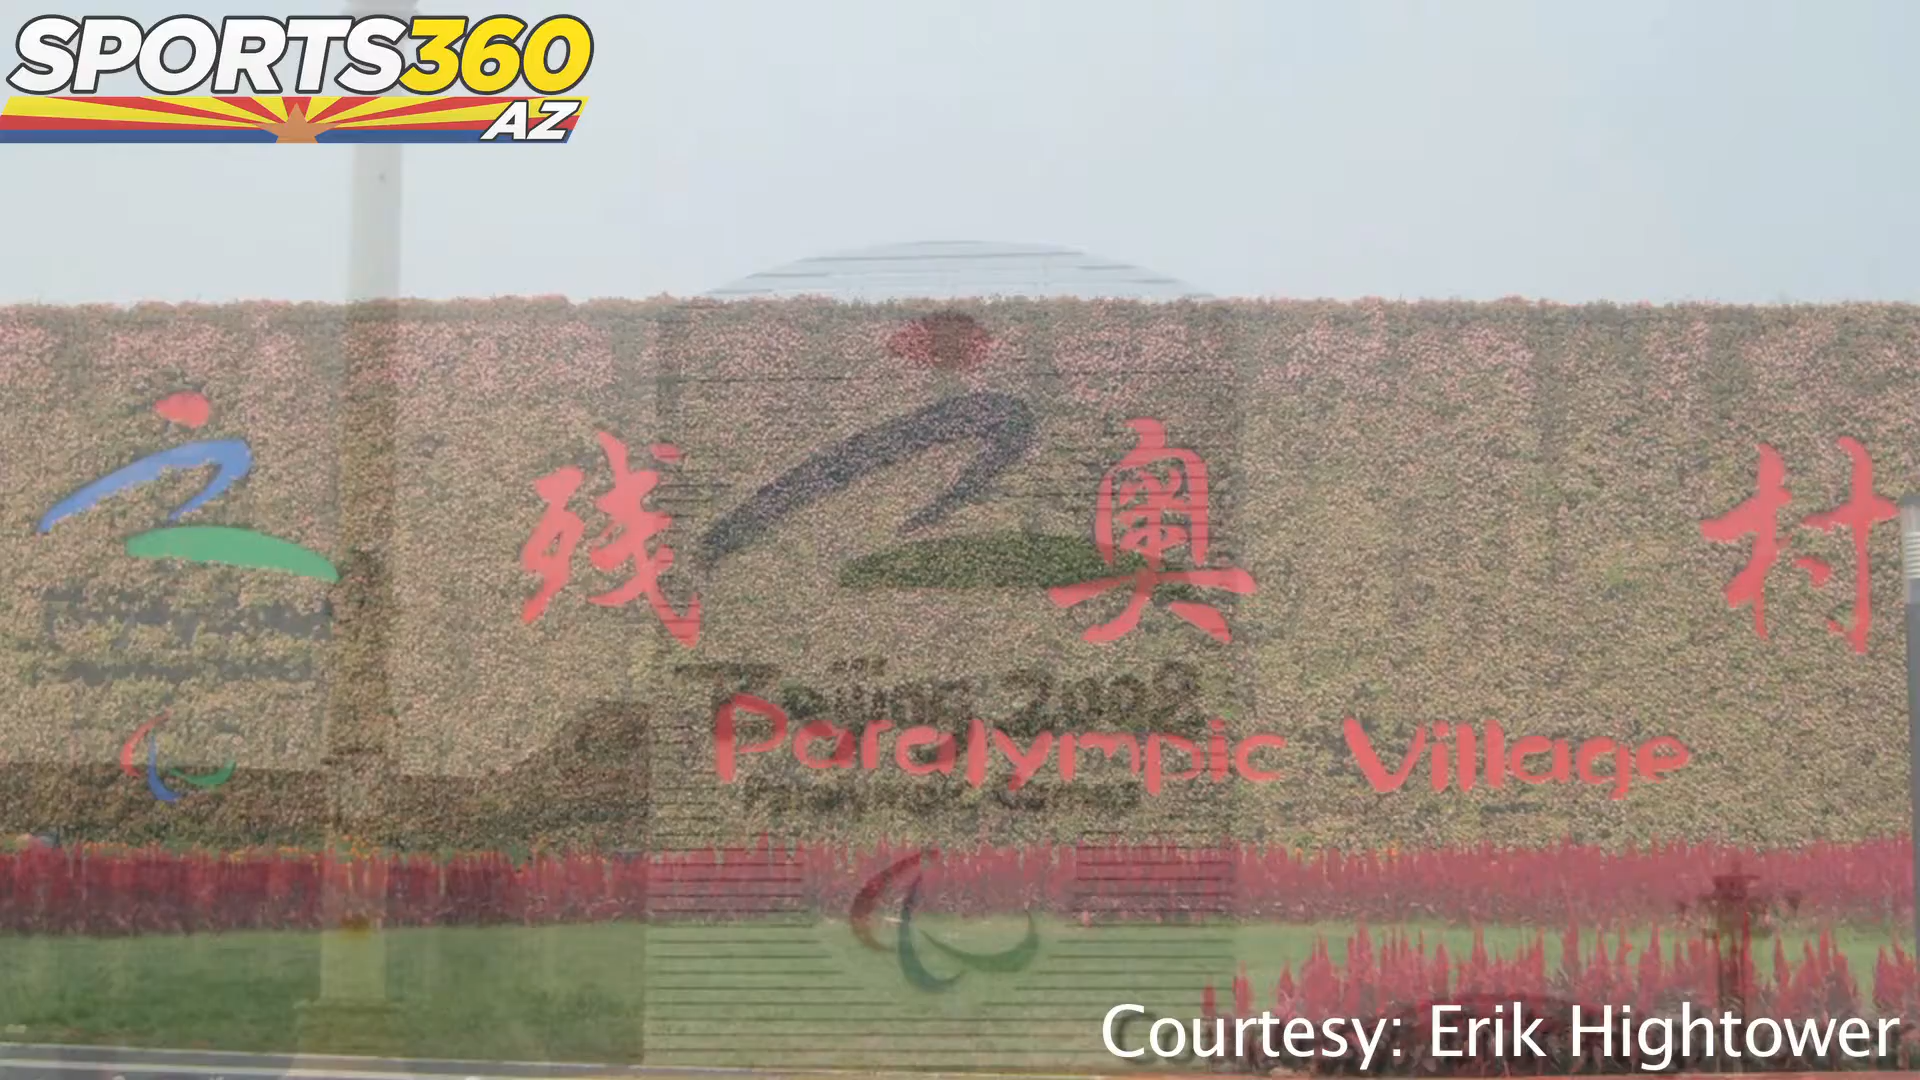 SPORTS360
AZ
残奥村
Beijing 2008
Paralympic Village
Courtesy: Erik Hightower